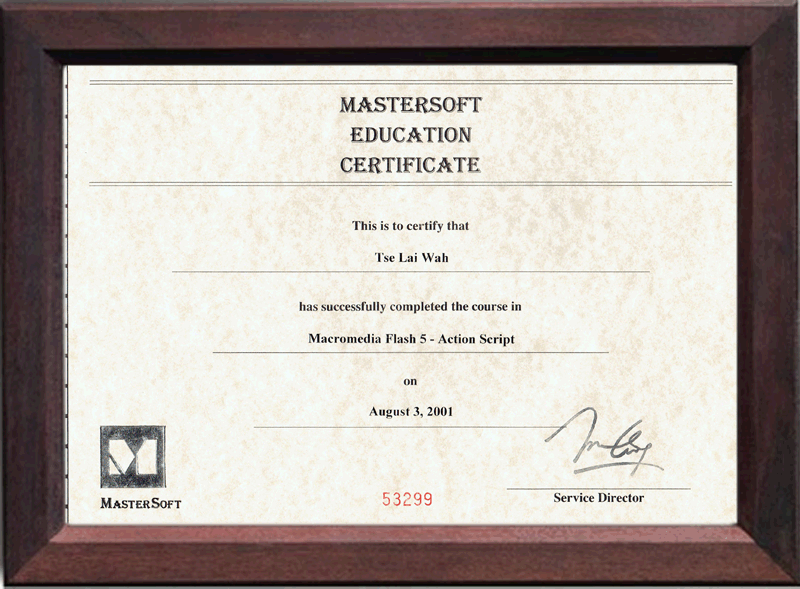 MASTERSOFT
EDUCATION
CERTIFICATE
This is to certify that
Tse Lai Wah
has successfully completed the course in
Macromedia Flash 5 - Action Script
on
August 3, 2001
MASTERSOFT
53299
Service Director